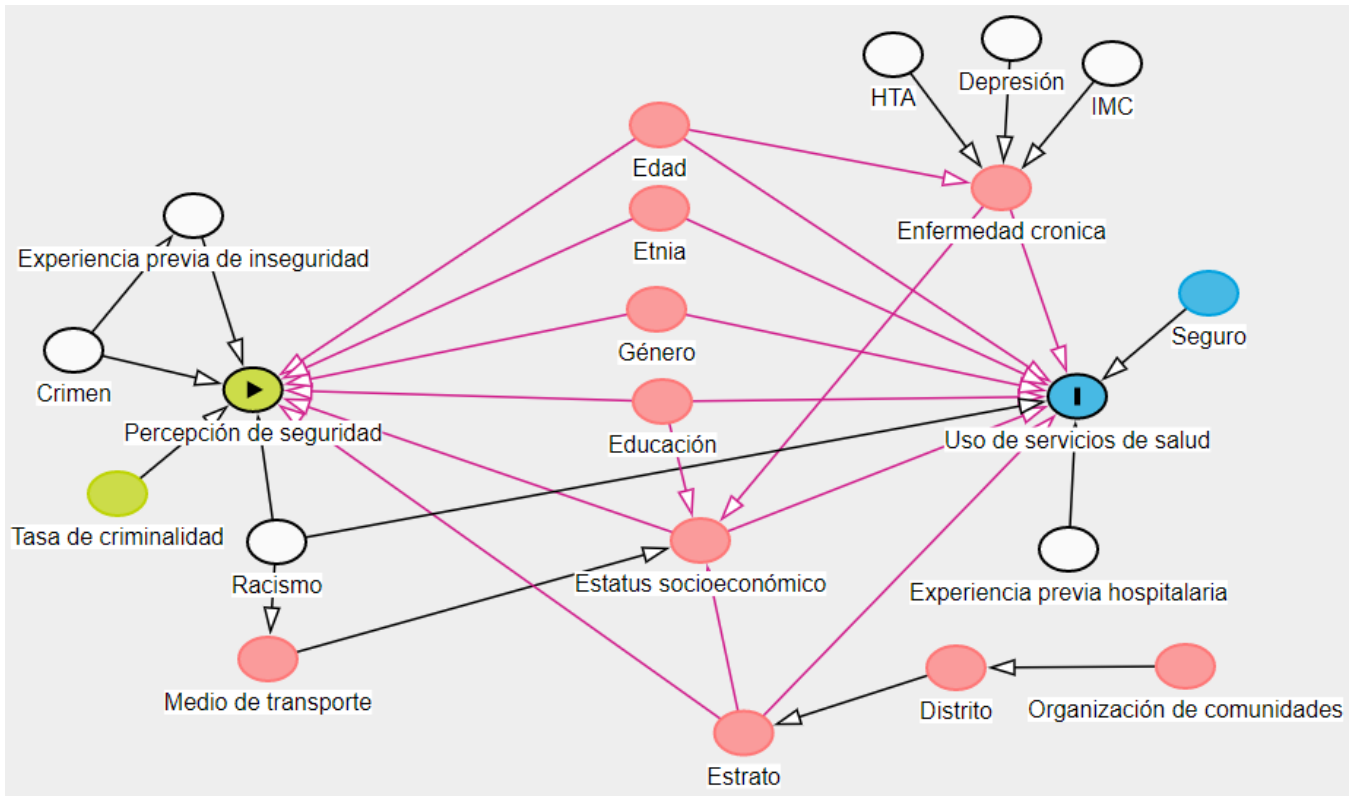 HTA
Depresión
IMC
Edad
Etnia
Enfermedad cronica
Experiencia previa de inseguridad
Género
Seguro
Crimen
Percepción de seguridad
Educación
Uso de servicios de salud
Tasa de criminalidad
Racismo
Estatus socioeconómico
Experiencia previa hospitalaria
Medio de transporte
Distrito
Organización de comunidades
Estrato